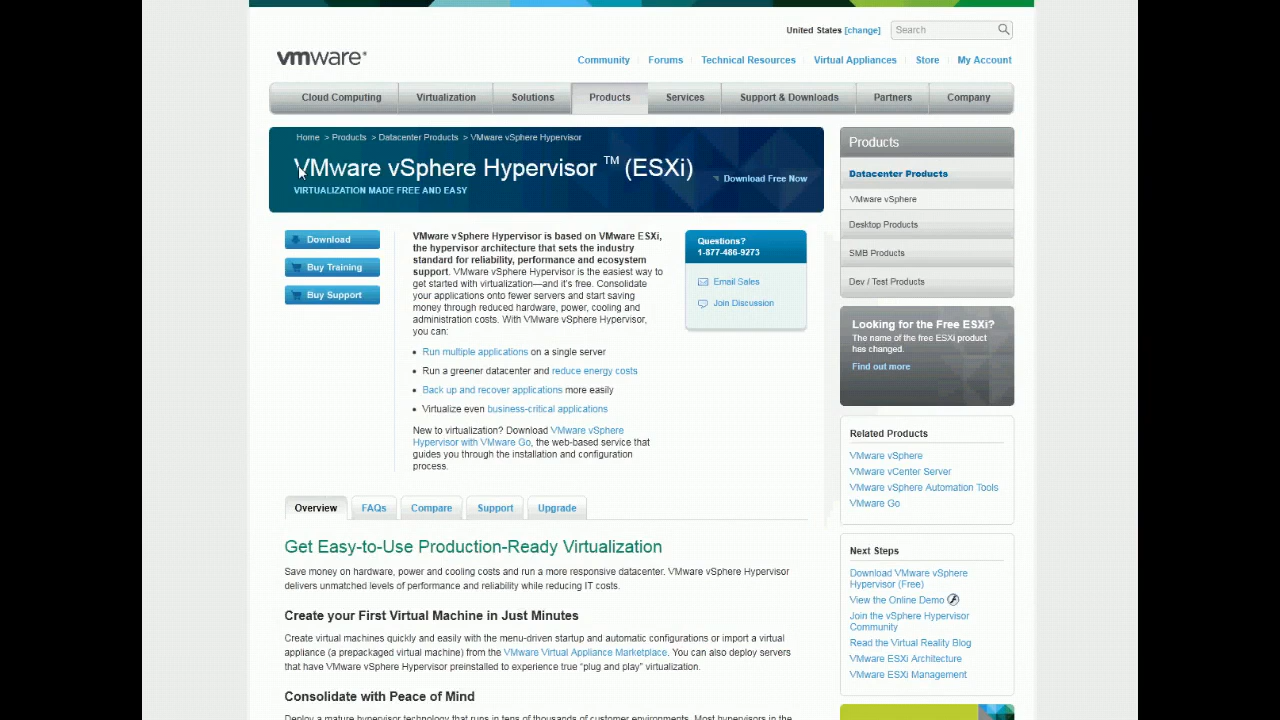 United States [change]
Search
vmware®
Community
Forums
Technical Resources
Virtual Appliances
Store
My Account
Cloud Computing
Virtualization
Solutions
Products
Services
Support & Downloads
Partners
Company
Home > Products > Datacenter Products > VMware vSphere Hypervisor
VMware vSphere Hypervisor ™ (ESXi)
VIRTUALIZATION MADE FREE AND EASY
Download Free Now
Download
Buy Training
Buy Support
VMware vSphere Hypervisor is based on VMware ESXi,
the hypervisor architecture that sets the industry
standard for reliability, performance and ecosystem
support. VMware vSphere Hypervisor is the easiest way to
get started with virtualization—and it's free. Consolidate
your applications onto fewer servers and start saving
money through reduced hardware, power, cooling and
administration costs. With VMware vSphere Hypervisor,
you can:
• Run multiple applications on a single server
• Run a greener datacenter and reduce energy costs
• Back up and recover applications more easily
• Virtualize even business-critical applications
New to virtualization? Download VMware vSphere
Hypervisor with VMware Go, the web-based service that
guides you through the installation and configuration
process.
Questions?
1-877-486-9273
Email Sales
Join Discussion
Overview
FAQs
Compare
Support
Upgrade
Get Easy-to-Use Production-Ready Virtualization
Save money on hardware, power and cooling costs and run a more responsive datacenter. VMware vSphere Hypervisor
delivers unmatched levels of performance and reliability while reducing IT costs.
Create your First Virtual Machine in Just Minutes
Create virtual machines quickly and easily with the menu-driven startup and automatic configurations or import a virtual
appliance (a prepackaged virtual machine) from the VMware Virtual Appliance Marketplace. You can also deploy servers
that have VMware vSphere Hypervisor preinstalled to experience true “plug and play” virtualization.
Consolidate with Peace of Mind
Deploy a mature hypervisor technology that runs in tens of thousands of customer environments. Most hypervisors in the
Products
Datacenter Products
VMware vSphere
Desktop Products
SMB Products
Dev / Test Products
Looking for the Free ESXi?
The name of the free ESXi product
has changed.
Find out more
Related Products
VMware vSphere
VMware vCenter Server
VMware vSphere Automation Tools
VMware Go
Next Steps
Download VMware vSphere
Hypervisor (Free)
View the Online Demo
Join the vSphere Hypervisor
Community
Read the Virtual Reality Blog
VMware ESXi Architecture
VMware ESXi Management